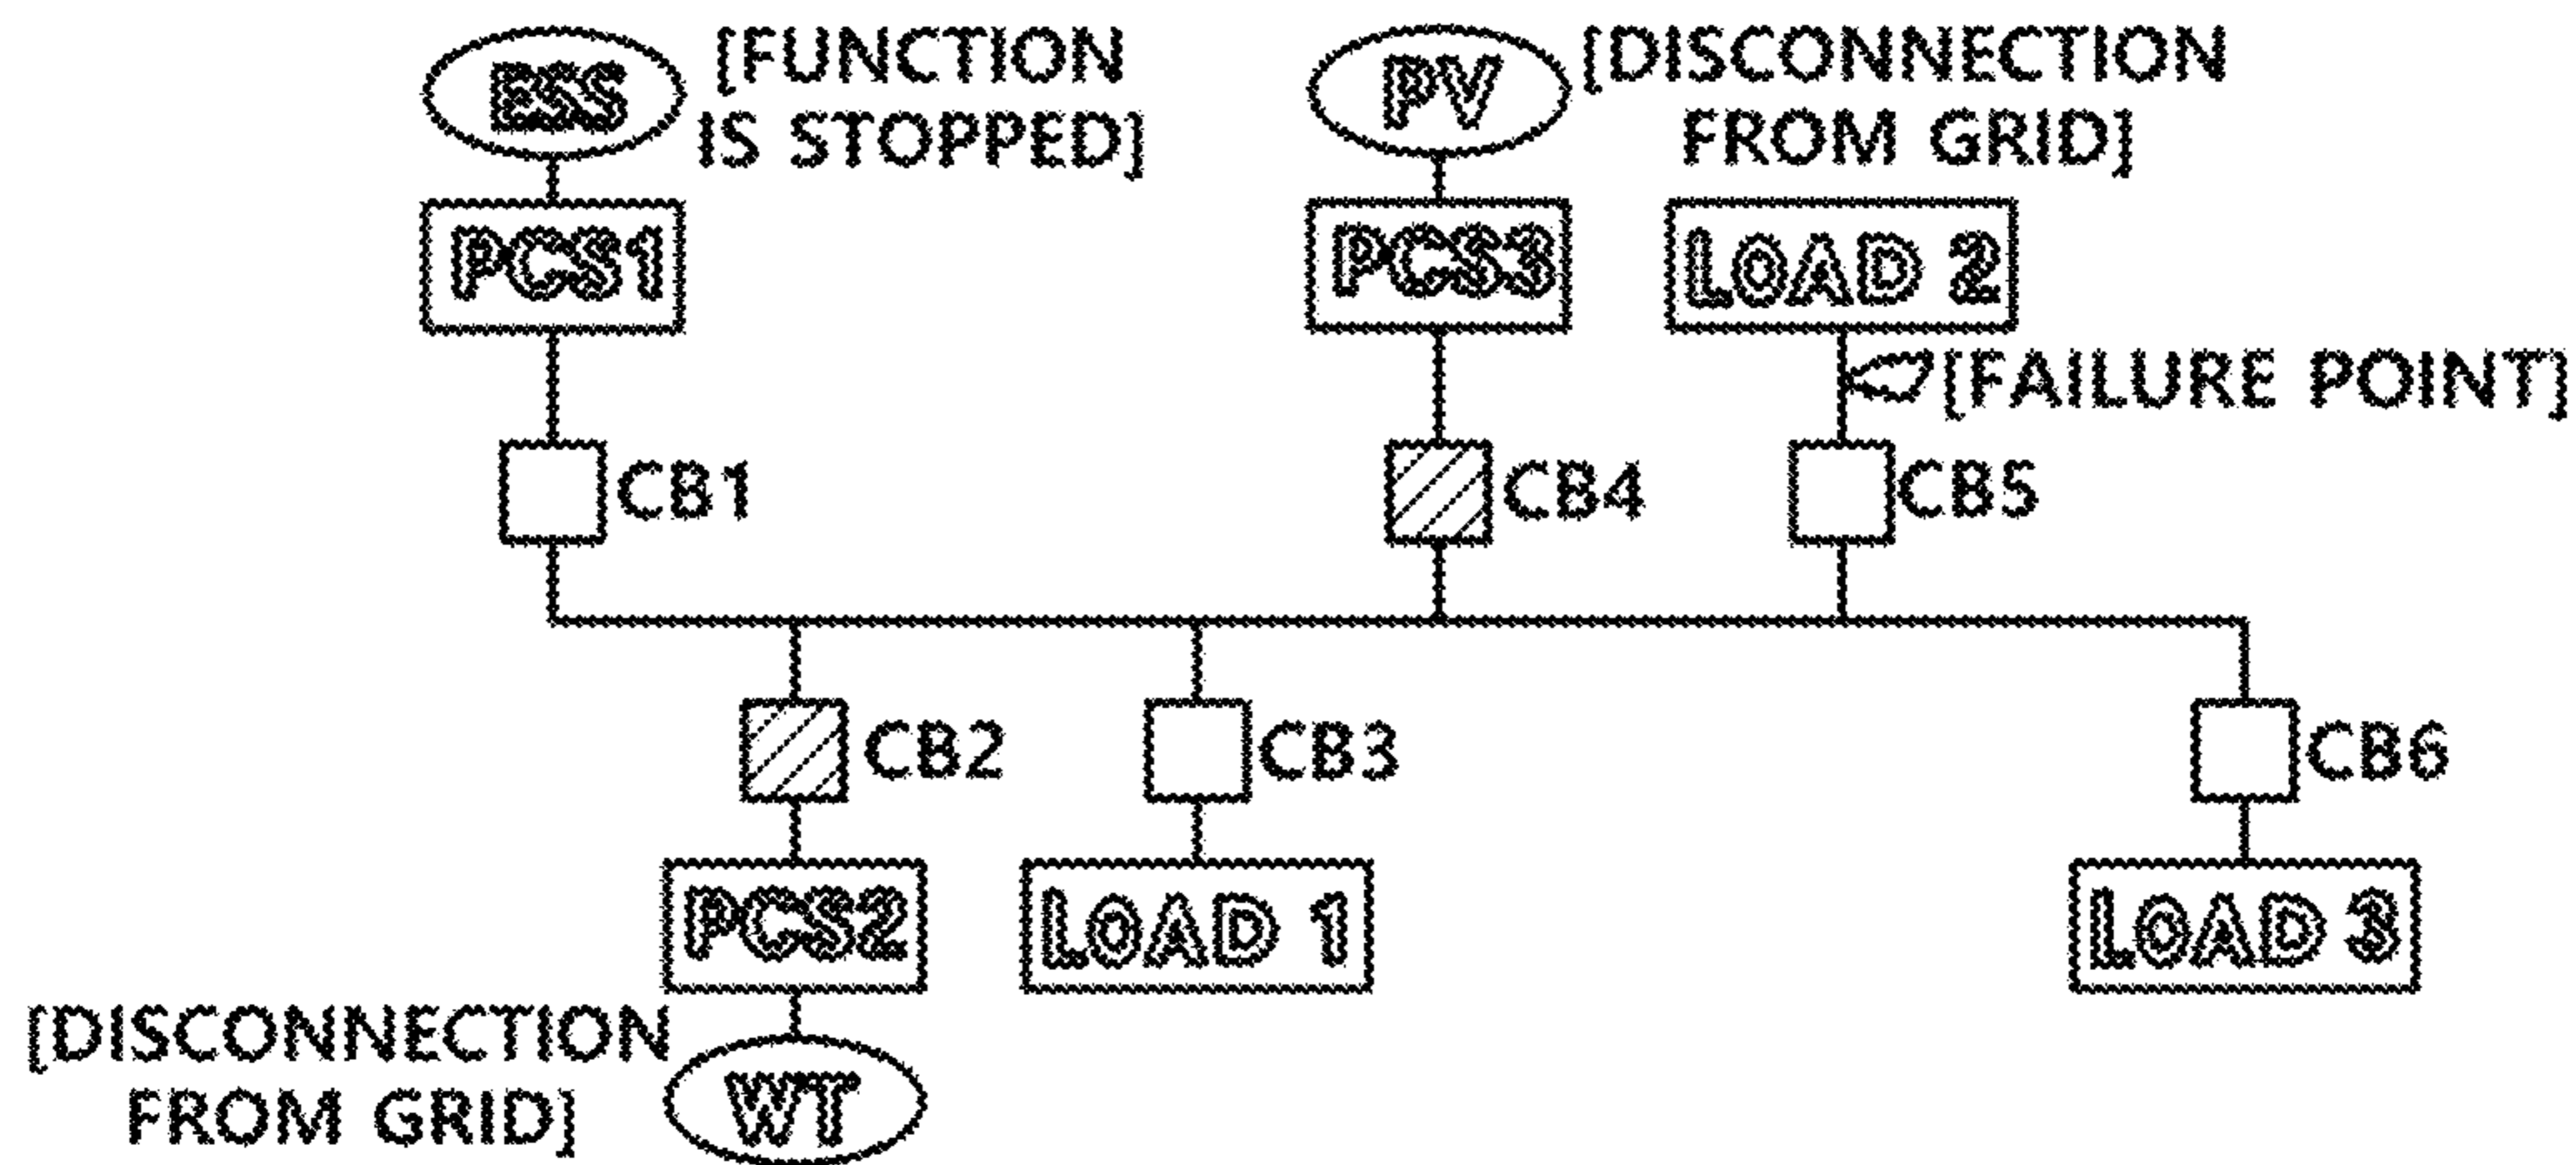 ESS
[FUNCTION
IS STOPPED]
PV
[DISCONNECTION
FROM GRID]
PCS1
PCS3
LOAD 2
[FAILURE POINT]
CB1
CB4
CB5
CB2
CB3
CB6
PCS2
LOAD 1
LOAD 3
[DISCONNECTION
FROM GRID]
WT